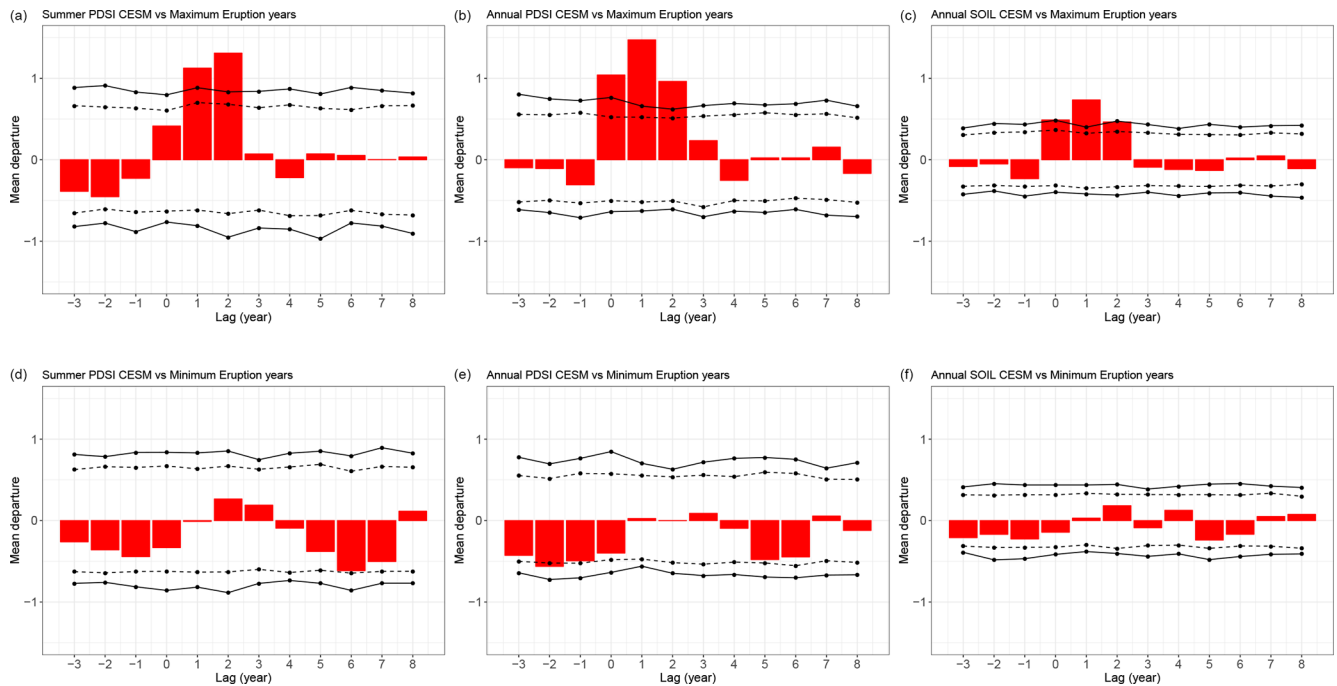 (a) Summer PDSI CESM vs Maximum Eruption years
1
0
−1
Mean departure
−3 −2 −1 0 1 2 3 4 5 6 7 8
Lag (year)
(b) Annual PDSI CESM vs Maximum Eruption years
1
0
−1
Mean departure
−3 −2 −1 0 1 2 3 4 5 6 7 8
Lag (year)
(c) Annual SOIL CESM vs Maximum Eruption years
1
0
−1
Mean departure
−3 −2 −1 0 1 2 3 4 5 6 7 8
Lag (year)
(d) Summer PDSI CESM vs Minimum Eruption years
1
0
−1
Mean departure
−3 −2 −1 0 1 2 3 4 5 6 7 8
Lag (year)
(e) Annual PDSI CESM vs Minimum Eruption years
1
0
−1
Mean departure
−3 −2 −1 0 1 2 3 4 5 6 7 8
Lag (year)
(f) Annual SOIL CESM vs Minimum Eruption years
1
0
−1
Mean departure
−3 −2 −1 0 1 2 3 4 5 6 7 8
Lag (year)